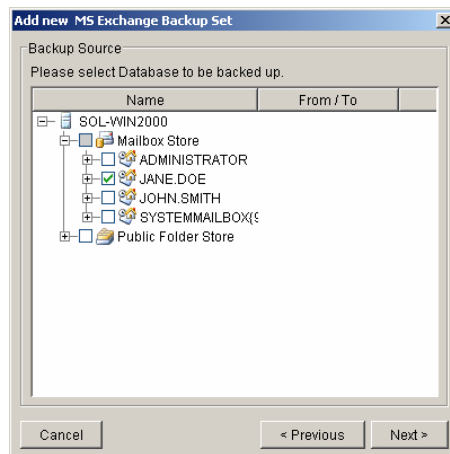 Add new MS Exchange Backup Set
Backup Source
Please select Database to be backed up.
Name From / To
SOL-WIN2000
Mailbox Store
ADMINISTRATOR
JANE.DOE
JOHN.SMITH
SYSTEMMAILBOX(
Public Folder Store
Cancel « Previous Next »